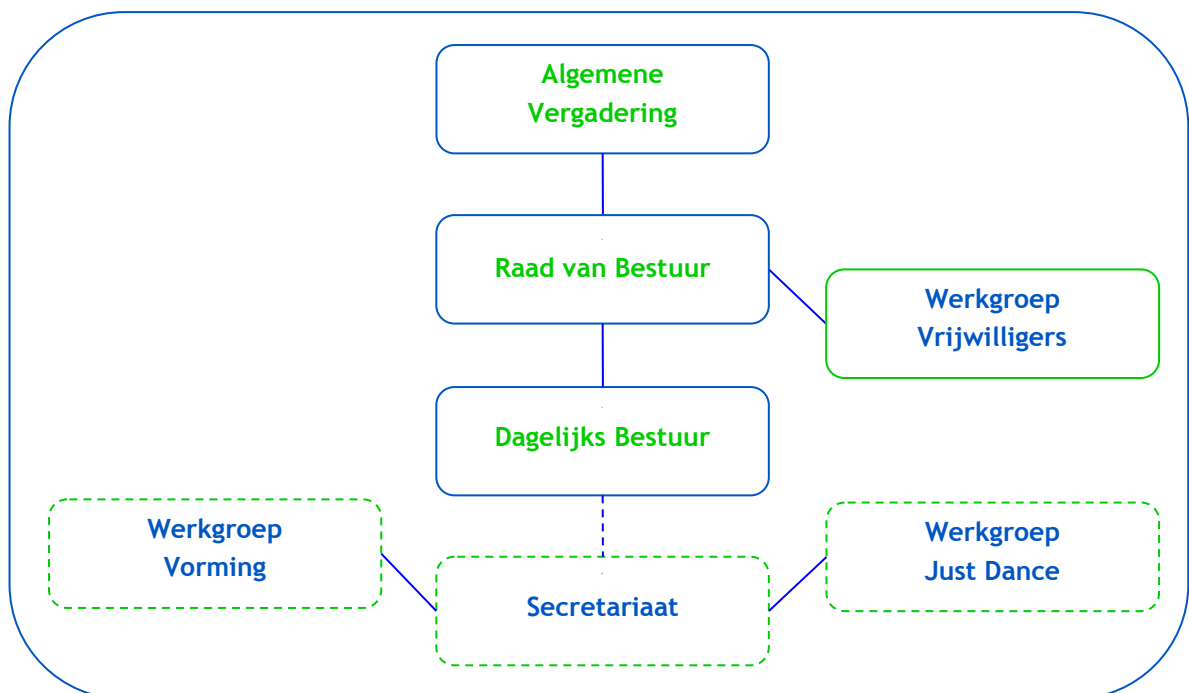 Algemene
Vergadering
Raad van Bestuur
Werkgroep
Vrijwilligers
Dagelijks Bestuur
Werkgroep
Vorming
Werkgroep
Just Dance
Secretariaat